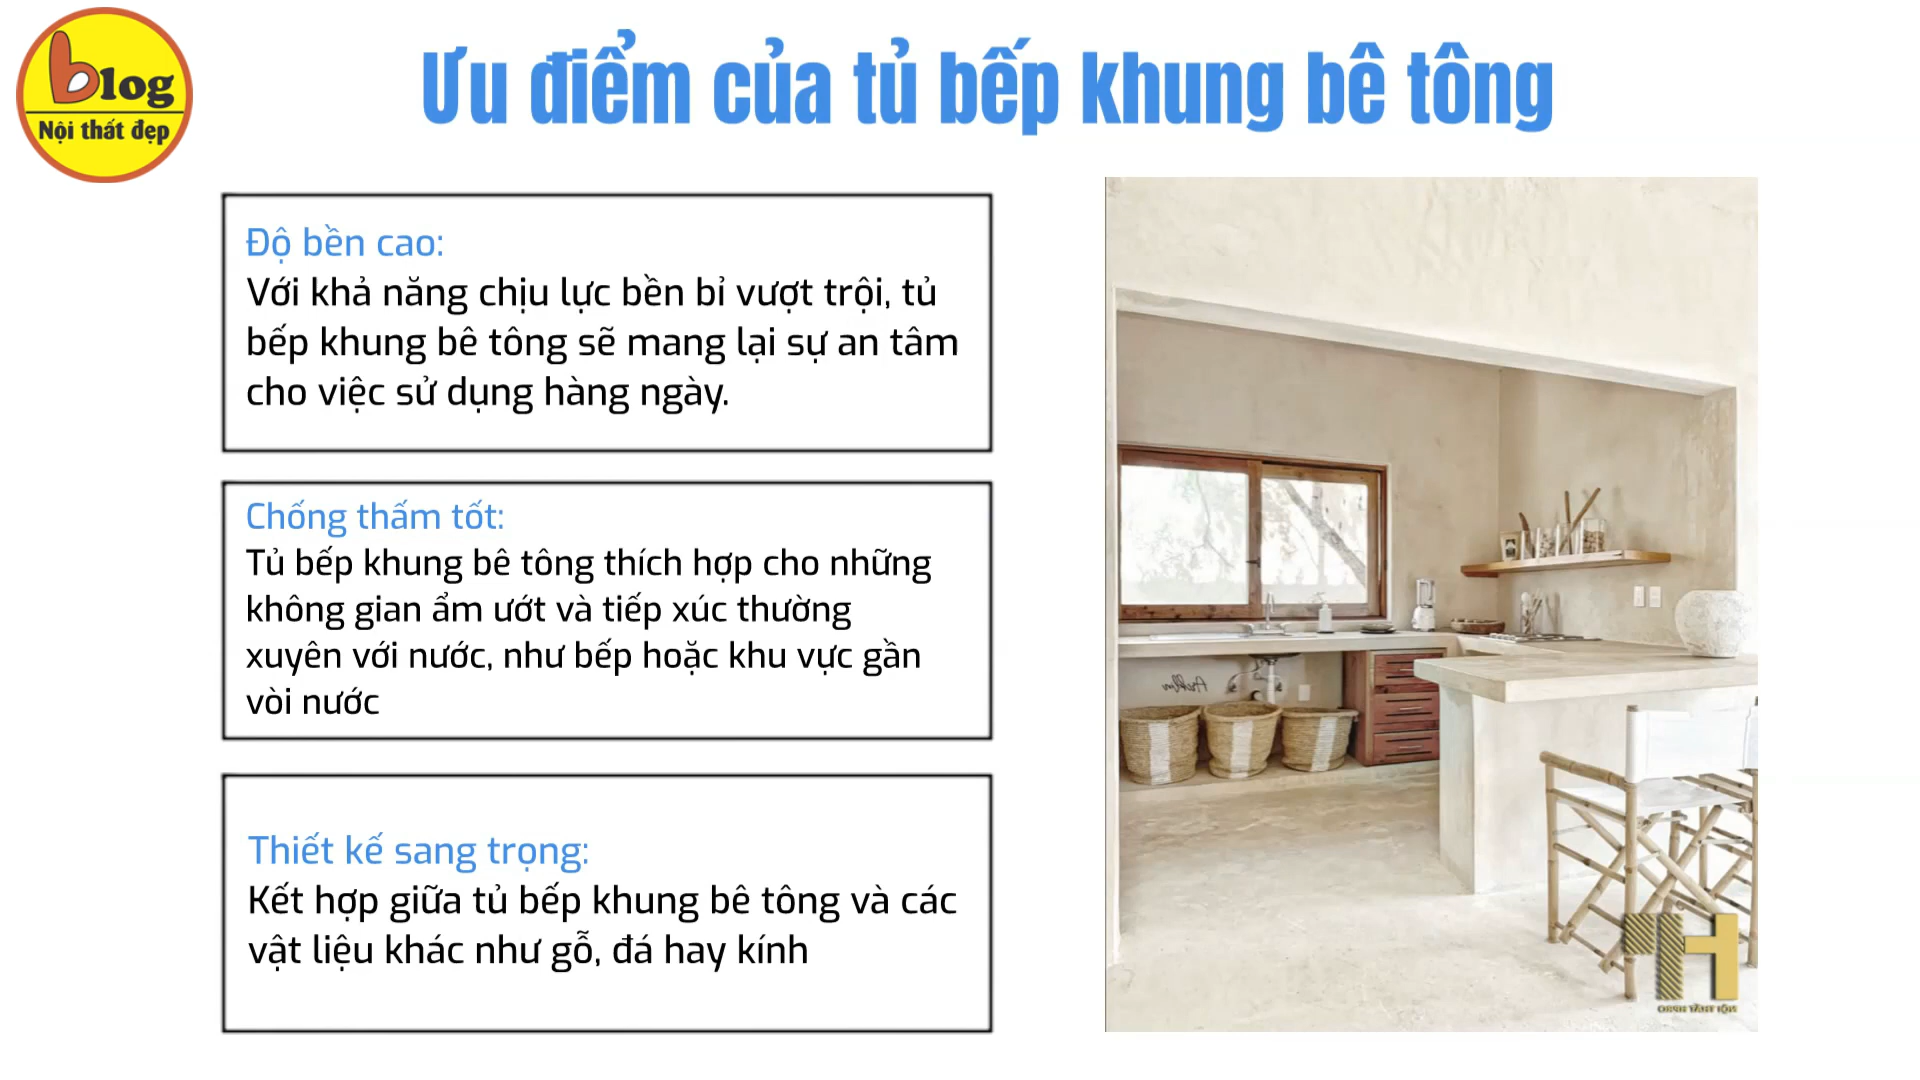 blog
Nội thất đẹp
Ưu điểm của tủ bếp khung bê tông
Độ bền cao:
Với khả năng chịu lực bền bỉ vượt trội, tủ
bếp khung bê tông sẽ mang lại sự an tâm
cho việc sử dụng hàng ngày.
Chống thấm tốt:
Tủ bếp khung bê tông thích hợp cho những
không gian ẩm ướt và tiếp xúc thường
xuyên với nước, như bếp hoặc khu vực gần
vòi nước
Thiết kế sang trọng:
Kết hợp giữa tủ bếp khung bê tông và các
vật liệu khác như gỗ, đá hay kính